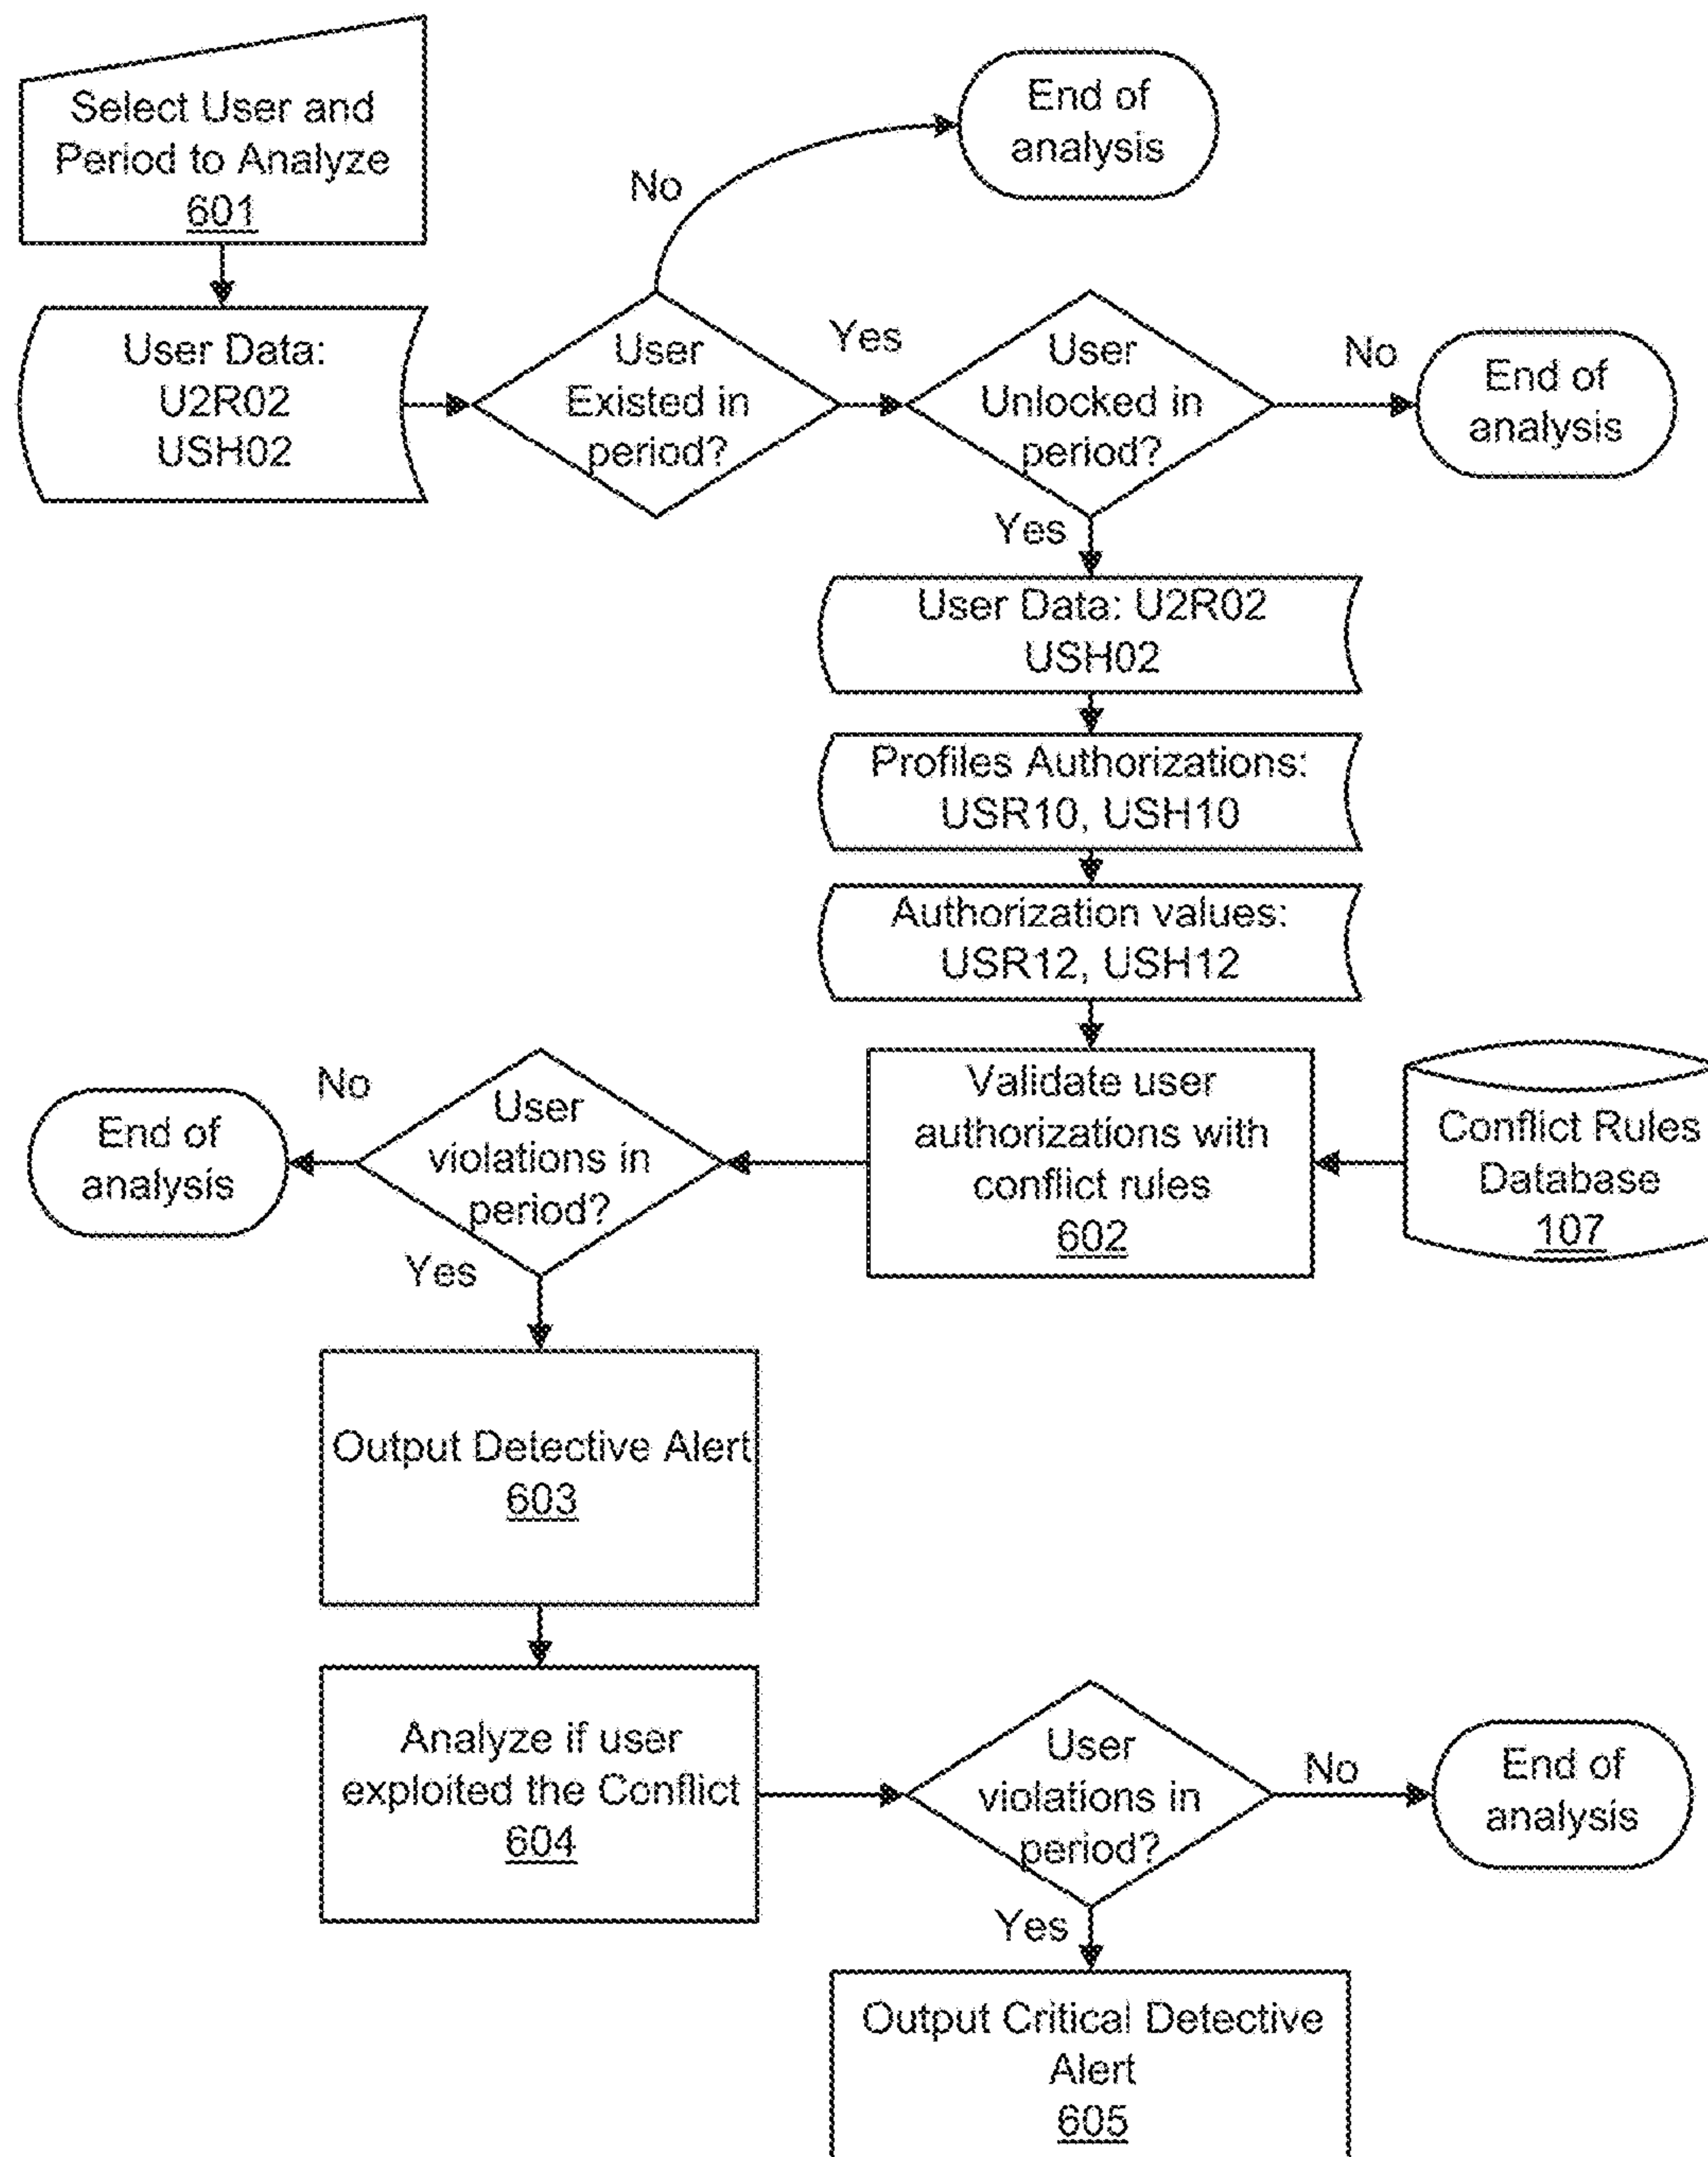 Select User and
Period to Analyze
601
End of
analysis
No
User Data:
U2R02
USH02
User
Existed in
period?
Yes
User
Unlocked in
period?
No
End of
analysis
Yes
User Data: U2R02
USH02
Profiles Authorizations:
USR10, USH10
Authorization values:
USR12, USH12
Validate user
authorizations with
conflict rules
602
Conflict Rules
Database
107
User
violations in
period?
No
End of
analysis
Yes
Output Detective Alert
603
Analyze if user
exploited the Conflict
604
User
violations in
period?
No
End of
analysis
Yes
Output Critical Detective
Alert
605